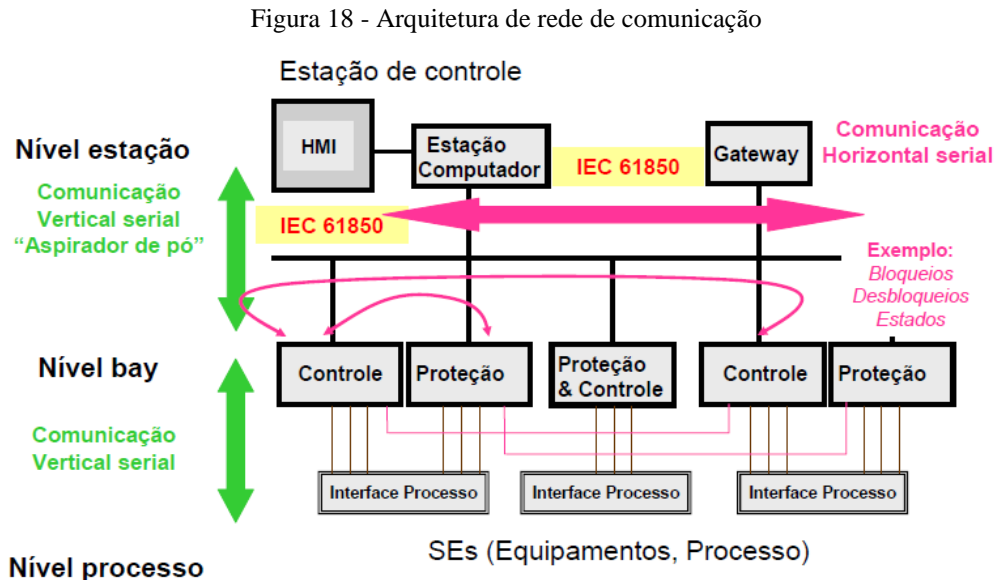 Figura 18 - Arquitetura de rede de comunicação
Estação de controle
HMI
Estação
Computador
IEC 61850
Gateway
Comunicação
Horizontal serial
Nível estação
Comunicação
Vertical serial
“Aspirador de pó”
IEC 61850
Exemplo:
Bloqueios
Desbloqueios
Estados
Nível bay
Controle
Proteção
Proteção
& Controle
Controle
Proteção
Comunicação
Vertical serial
Interface Processo
Interface Processo
Interface Processo
SEs (Equipamentos, Processo)
Nível processo